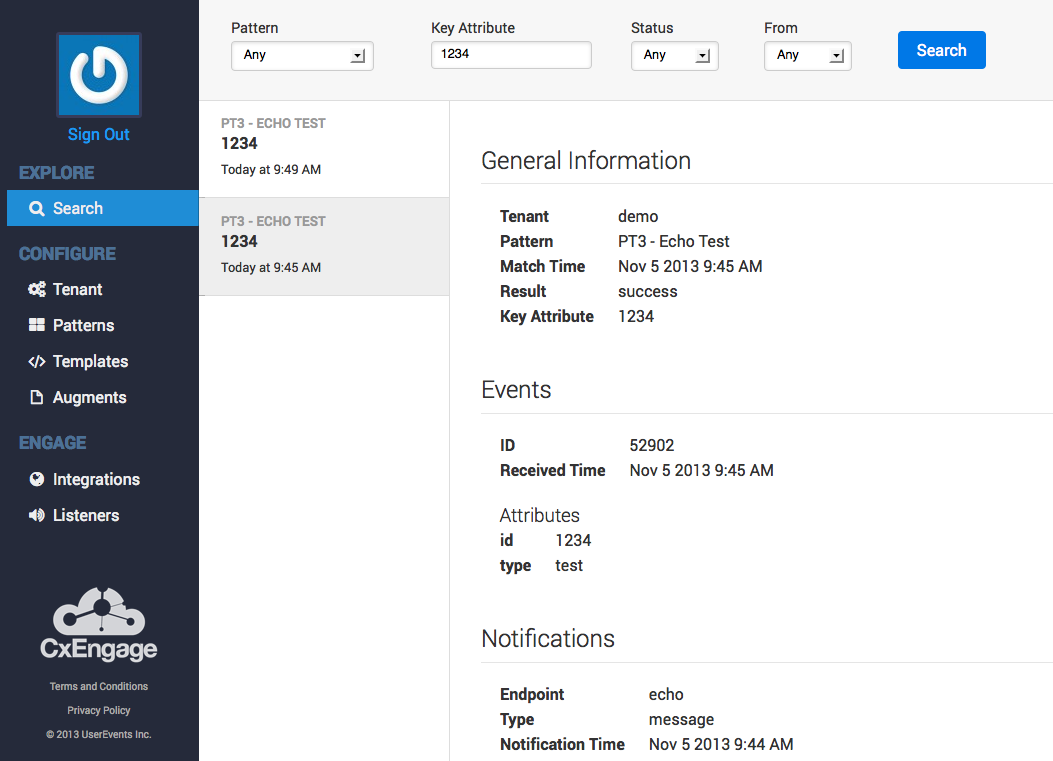 Sign Out
EXPLORE
Search
CONFIGURE
Tenant
Patterns
Templates
Augments
ENGAGE
Integrations
Listeners
CxEngage
Terms and Conditions
Privacy Policy
© 2013 UserEvents Inc.
Pattern Key Attribute Status From
Any 1234 Any Any Search
PT3 - ECHO TEST
1234
Today at 9:49 AM
PT3 - ECHO TEST
1234
Today at 9:45 AM
General Information
Tenant demo
Pattern PT3 - Echo Test
Match Time Nov 5 2013 9:45 AM
Result success
Key Attribute 1234
Events
ID 52902
Received Time Nov 5 2013 9:45 AM
Attributes
id 1234
type test
Notifications
Endpoint echo
Type message
Notification Time Nov 5 2013 9:44 AM